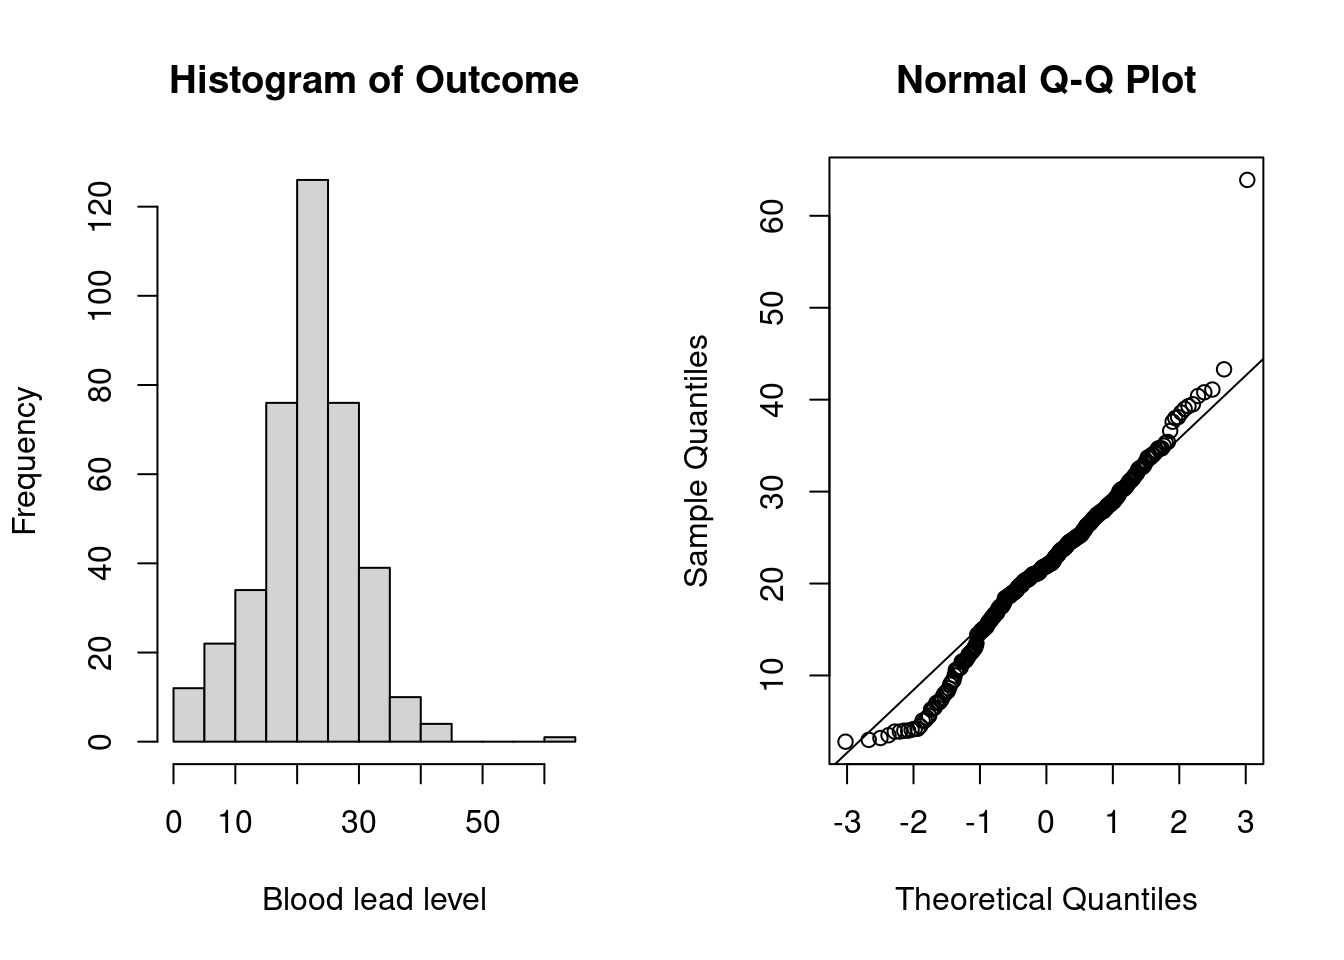 Histogram of Outcome
Frequency
0 20 40 60 80 100 120
0 10 30 50
Blood lead level
Normal Q-Q Plot
Sample Quantiles
10 20 30 40 50 60
-3 -2 -1 0 1 2 3
Theoretical Quantiles